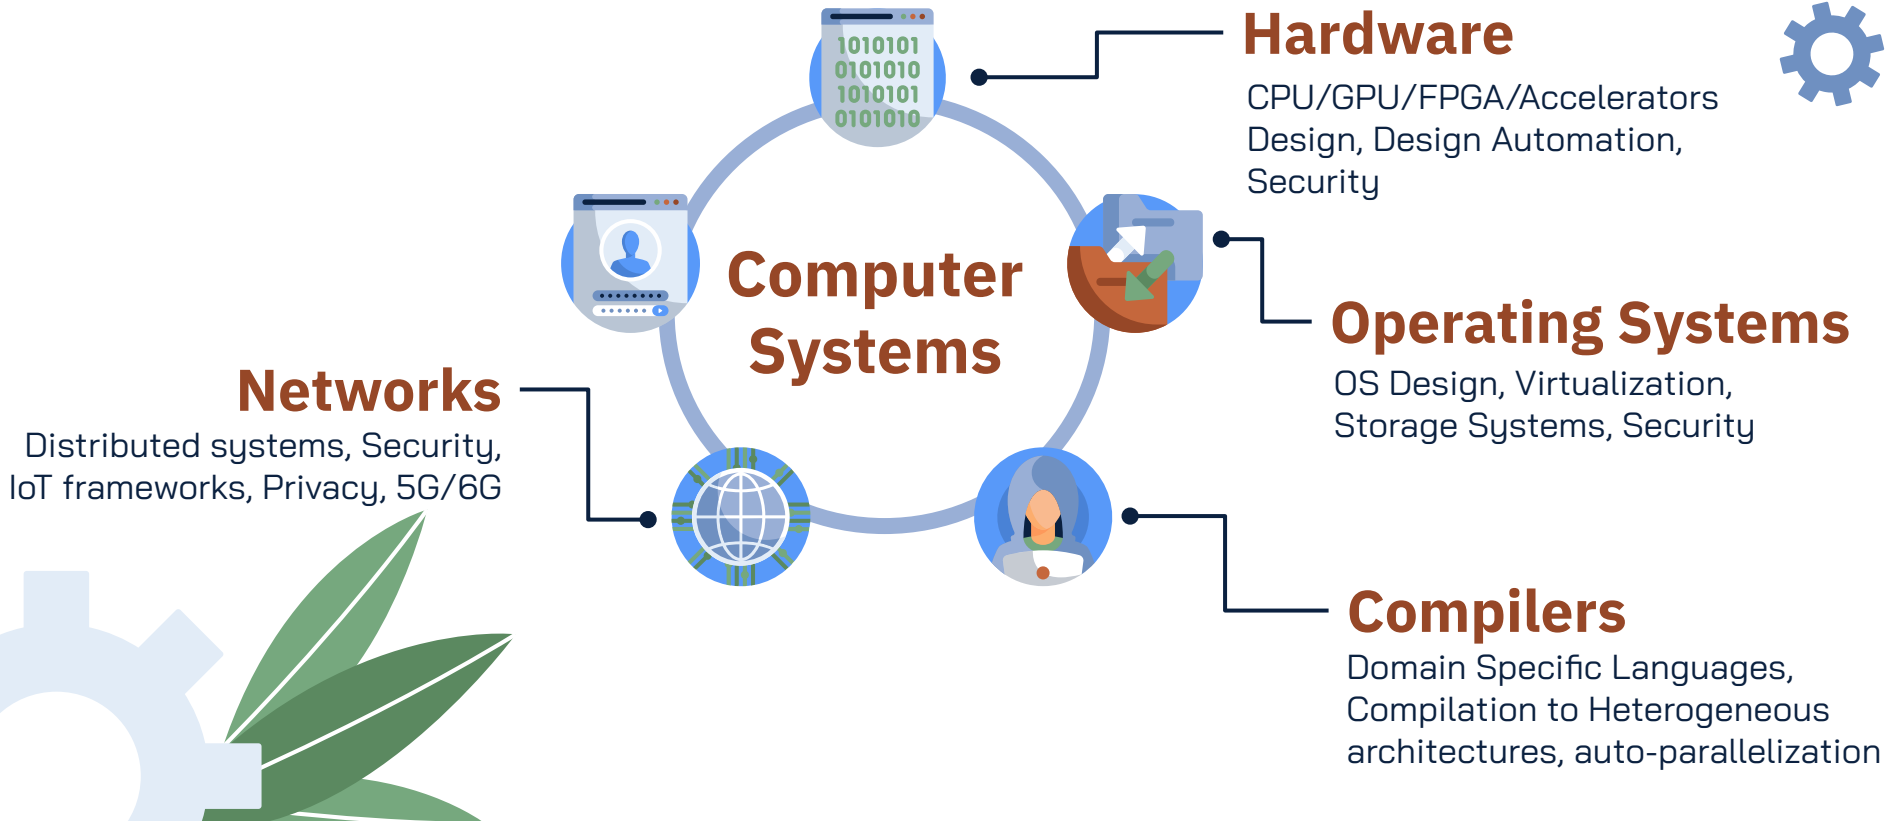 1010101
0101010
1010101
0101010
Hardware
CPU/GPU/FPGA/Accelerators
Design, Design Automation,
Security
Computer
Systems
Operating Systems
OS Design, Virtualization,
Storage Systems, Security
Networks
Distributed systems, Security,
IoT frameworks, Privacy, 5G/6G
Compilers
Domain Specific Languages,
Compilation to Heterogeneous
architectures, auto-parallelization